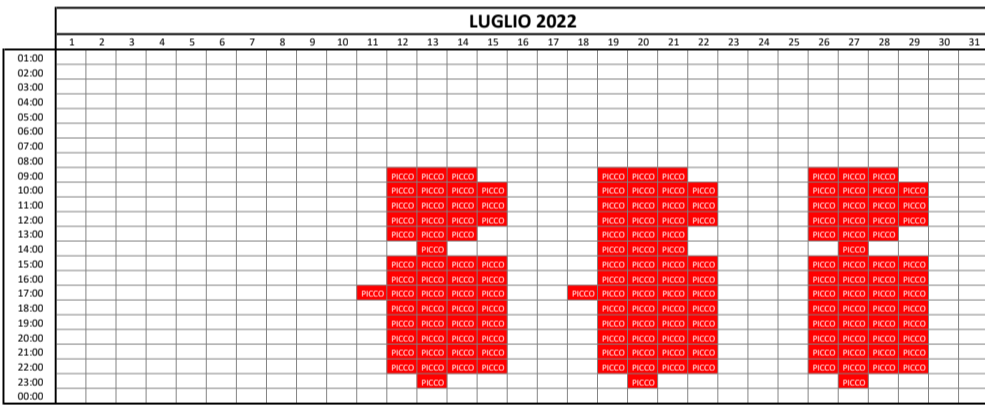 LUGLIO 2022
1 2 3 4 5 6 7 8 9 10 11 12 13 14 15 16 17 18 19 20 21 22 23 24 25 26 27 28 29 30 31
01:00
02:00
03:00
04:00
05:00
06:00
07:00
08:00
09:00 PICCO PICCO PICCO PICCO PICCO PICCO PICCO PICCO PICCO
10:00 PICCO PICCO PICCO PICCO PICCO PICCO PICCO PICCO PICCO PICCO PICCO PICCO
11:00 PICCO PICCO PICCO PICCO PICCO PICCO PICCO PICCO PICCO PICCO PICCO PICCO
12:00 PICCO PICCO PICCO PICCO PICCO PICCO PICCO PICCO PICCO PICCO PICCO PICCO
13:00 PICCO PICCO PICCO PICCO PICCO PICCO PICCO PICCO PICCO
14:00 PICCO PICCO PICCO PICCO PICCO
15:00 PICCO PICCO PICCO PICCO PICCO PICCO PICCO PICCO PICCO PICCO PICCO PICCO
16:00 PICCO PICCO PICCO PICCO PICCO PICCO PICCO PICCO PICCO PICCO PICCO PICCO
17:00 PICCO PICCO PICCO PICCO PICCO PICCO PICCO PICCO PICCO PICCO PICCO PICCO PICCO PICCO
18:00 PICCO PICCO PICCO PICCO PICCO PICCO PICCO PICCO PICCO PICCO PICCO PICCO
19:00 PICCO PICCO PICCO PICCO PICCO PICCO PICCO PICCO PICCO PICCO PICCO PICCO
20:00 PICCO PICCO PICCO PICCO PICCO PICCO PICCO PICCO PICCO PICCO PICCO PICCO
21:00 PICCO PICCO PICCO PICCO PICCO PICCO PICCO PICCO PICCO PICCO PICCO PICCO
22:00 PICCO PICCO PICCO PICCO PICCO PICCO PICCO PICCO PICCO PICCO PICCO PICCO
23:00 PICCO PICCO PICCO
00:00